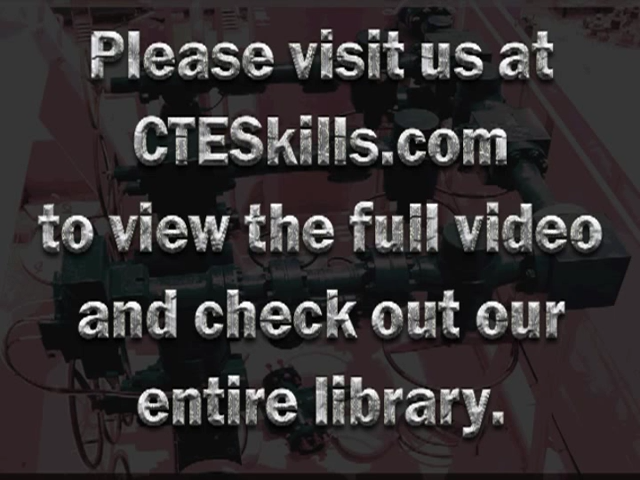 Please visit us at
CTESkills.com
to view the full video
and check out our
entire library.